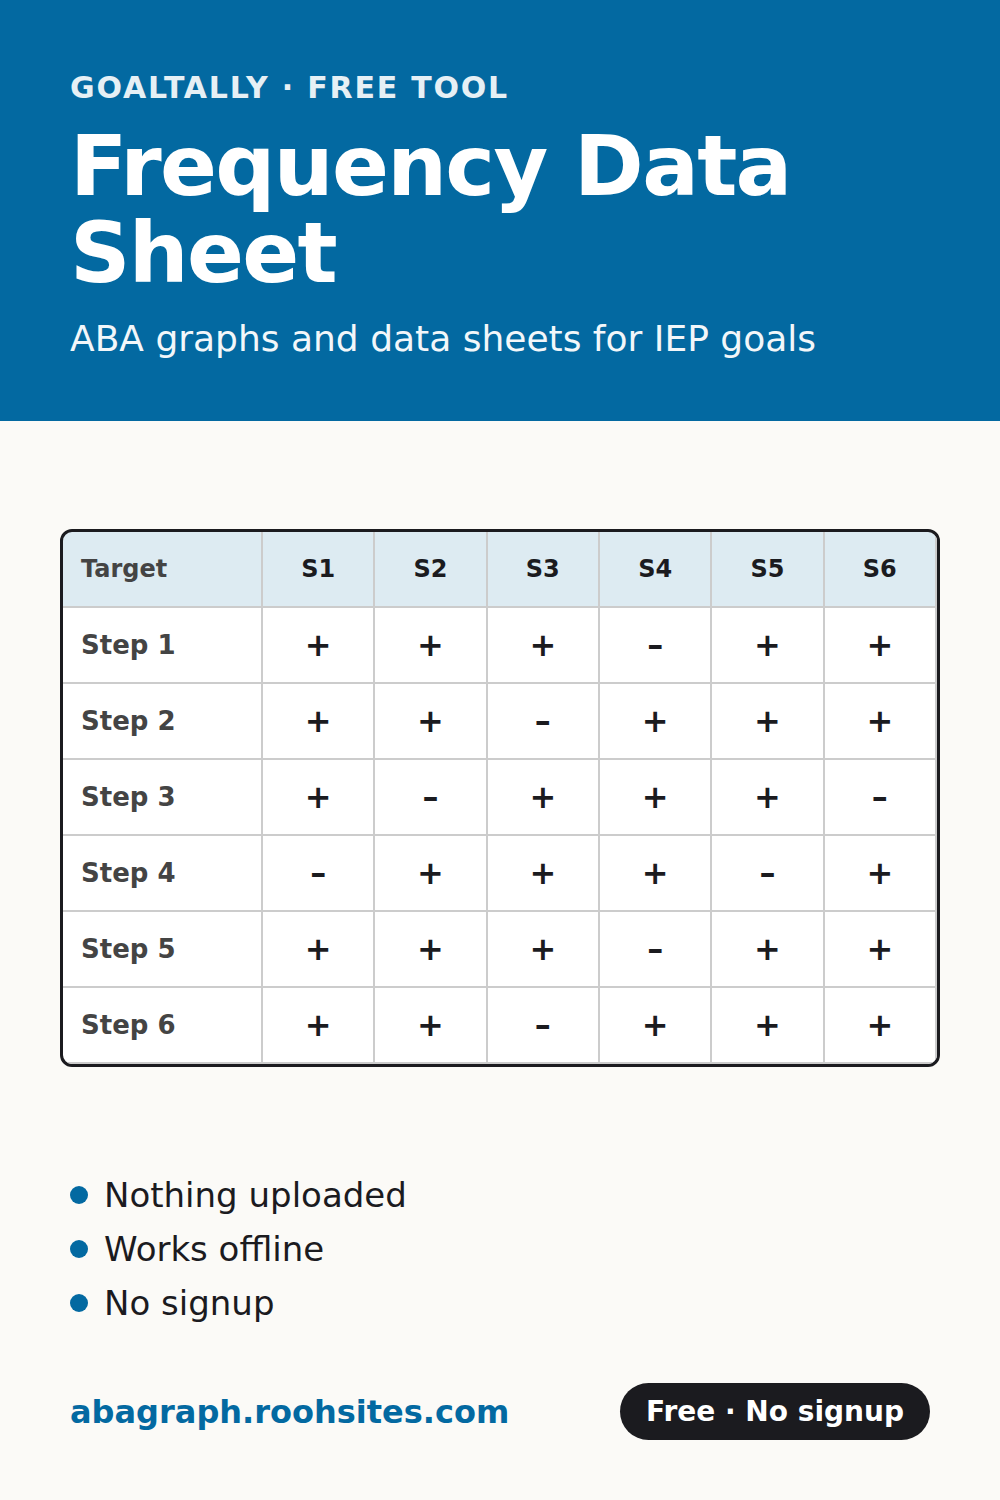 GOALTALLY · FREE TOOL
Frequency Data
Sheet
ABA graphs and data sheets for IEP goals
Target S1 S2 S3 S4 S5 S6
Step 1 + + + – + +
Step 2 + + – + + +
Step 3 + – + + + –
Step 4 – + + + – +
Step 5 + + + – + +
Step 6 + + – + + +
Nothing uploaded
Works offline
No signup
abagraph.roohsites.com
Free · No signup